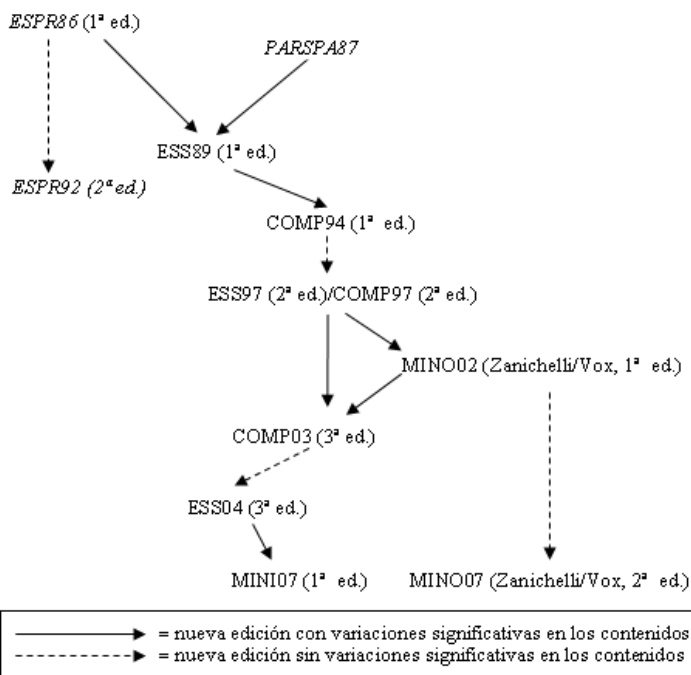 ESPR86 (1ª ed.)
PARSPA87
ESS89 (1ª ed.)
ESPR92 (2ª ed.)
COMP94 (1ª ed.)
ESS97 (2ª ed.)/COMP97 (2ª ed.)
MINO02 (Zanichelli/Vox, 1ª ed.)
COMP03 (3ª ed.)
ESS04 (3ª ed.)
MINI07 (1ª ed.) MINO07 (Zanichelli/Vox, 2ª ed.)
= nueva edición con variaciones significativas en los contenidos
= nueva edición sin variaciones significativas en los contenidos